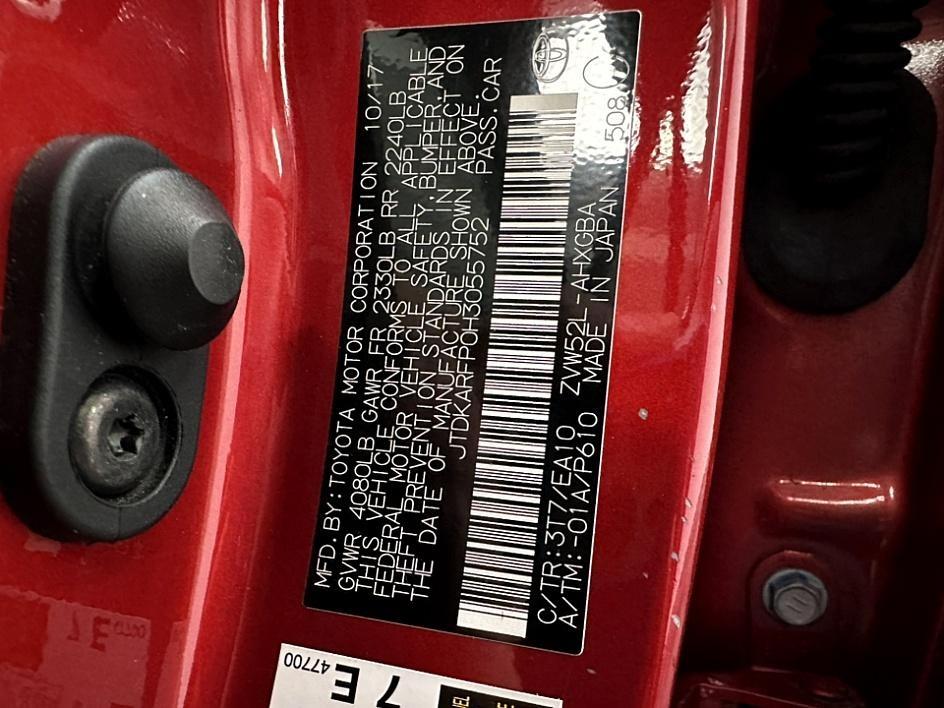 MFD.BY:TOYOTA MOTOR CORPORATION 10/17
GVWR 4080LB GAWR FR 2330LB RR 2240LB
THIS VEHICLE CONFORMS TO ALL APPLICABLE
FEDERAL MOTOR VEHICLE SAFETY,BUMPER,AND
THEFT PREVENTION STANDARDS IN EFFECT ON
THE DATE OF MANUFACTURE SHOWN ABOVE.
JTDKARFP0H3055752 PASS.CAR
C/TR:3T7/EA10 ZVW52L-AHXGBA
A/TM:-01A/P610 MADE IN JAPAN 508
C
47700
7 E